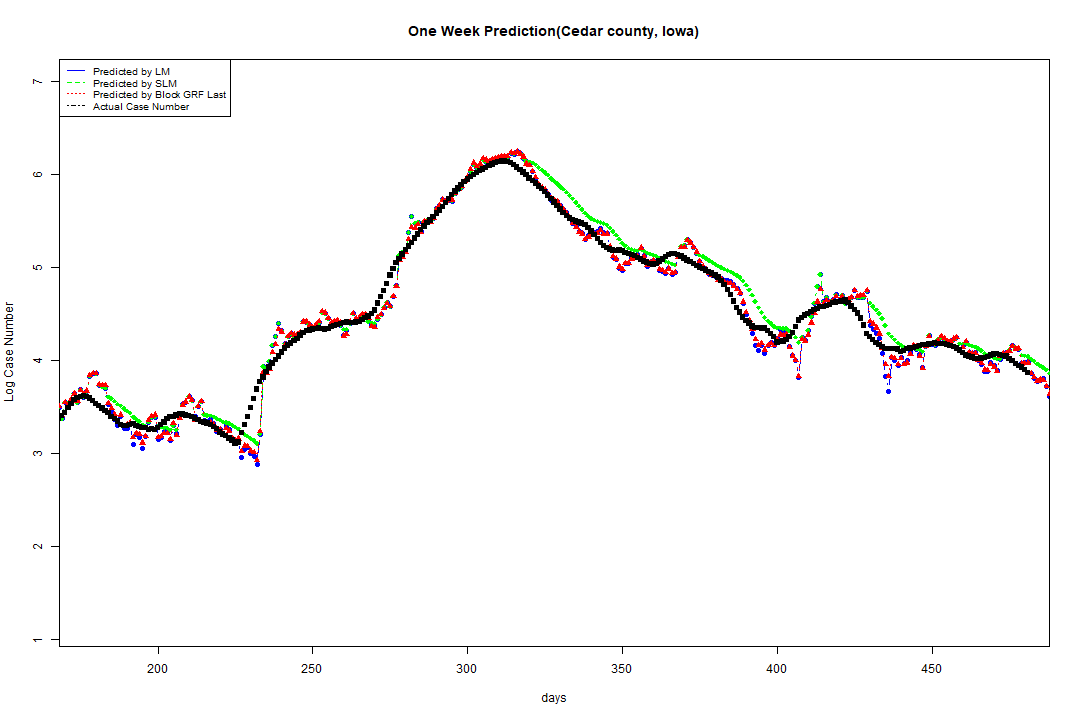 One Week Prediction(Cedar county, Iowa)
Predicted by LM
Predicted by SLM
Predicted by Block GRF Last
Actual Case Number
7
6
5
4
3
2
1
Log Case Number
200 250 300 350 400 450
days